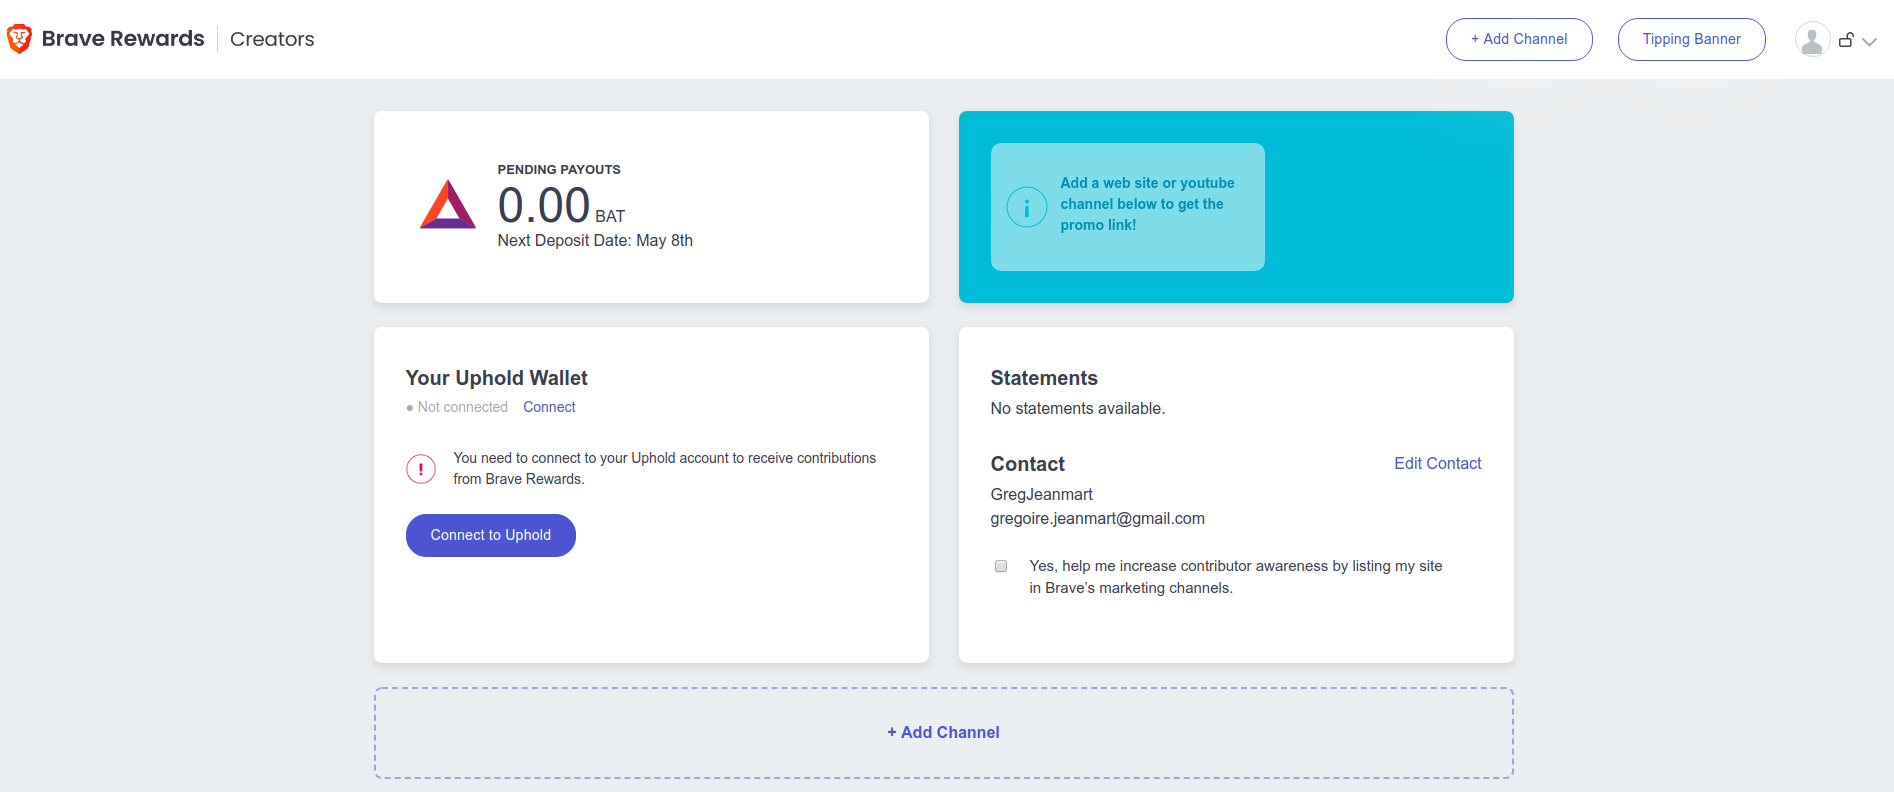 Brave Rewards Creators
+ Add Channel
Tipping Banner
PENDING PAYOUTS
0.00 BAT
Next Deposit Date: May 8th
Add a web site or youtube
channel below to get the
promo link!
Your Uphold Wallet
● Not connected Connect
You need to connect to your Uphold account to receive contributions
from Brave Rewards.
Connect to Uphold
Statements
No statements available.
Contact
Edit Contact
GregJeanmart
gregoire.jeanmart@gmail.com
Yes, help me increase contributor awareness by listing my site
in Brave’s marketing channels.
+ Add Channel